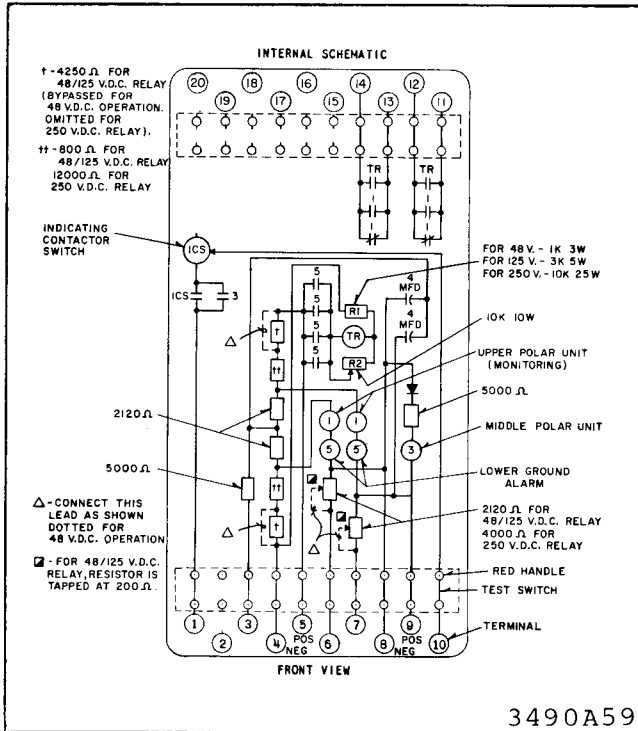 INTERNAL SCHEMATIC
† -4250 Ω FOR
48/125 V.D.C. RELAY
(BYPASSED FOR
48 V.D.C. OPERATION.
OMITTED FOR
250 V.D.C. RELAY).
†† -800 Ω FOR
48/125 V.D.C. RELAY
12000 Ω FOR
250 V.D.C. RELAY
20 18 16 14 12
19 17 15 13 11
TR TR
INDICATING
CONTACTOR
SWITCH
ICS
ICS 3
FOR 48 V. - 1K 3W
FOR 125 V. - 3K 5W
FOR 250 V. - 10K 25W
5
5
5
5
R1
TR
R2
4
MFD
4
MFD
10K 10W
UPPER POLAR UNIT
(MONITORING)
△
†
††
2120 Ω
5000 Ω
1 1
5 5
3
5000 Ω
MIDDLE POLAR UNIT
LOWER GROUND
ALARM
††
†
△
△
2120 Ω FOR
48/125 V.D.C. RELAY
4000 Ω FOR
250 V.D.C. RELAY
△ - CONNECT THIS
LEAD AS SHOWN
DOTTED FOR
48 V.D.C. OPERATION
- FOR 48/125 V.D.C.
RELAY, RESISTOR IS
TAPPED AT 200 Ω.
RED HANDLE
TEST SWITCH
TERMINAL
1 3 4 5 6 7 8 9 10
2
POS
NEG
POS
NEG
FRONT VIEW
3490A59